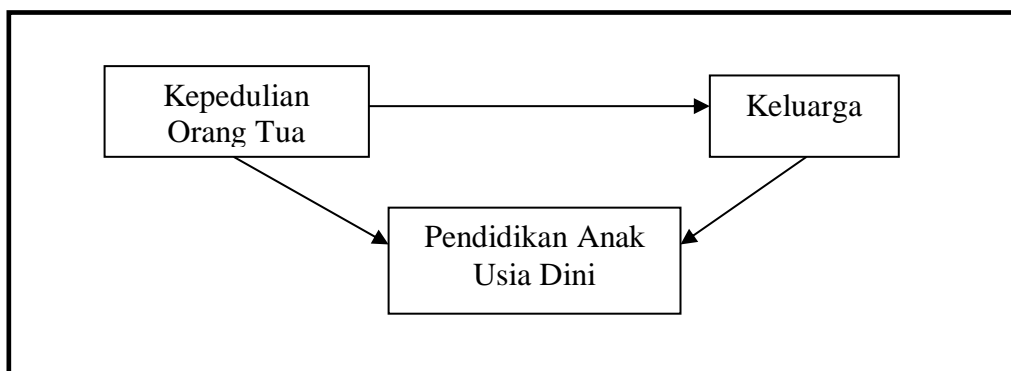 Kepedulian
Orang Tua
Keluarga
Pendidikan Anak
Usia Dini